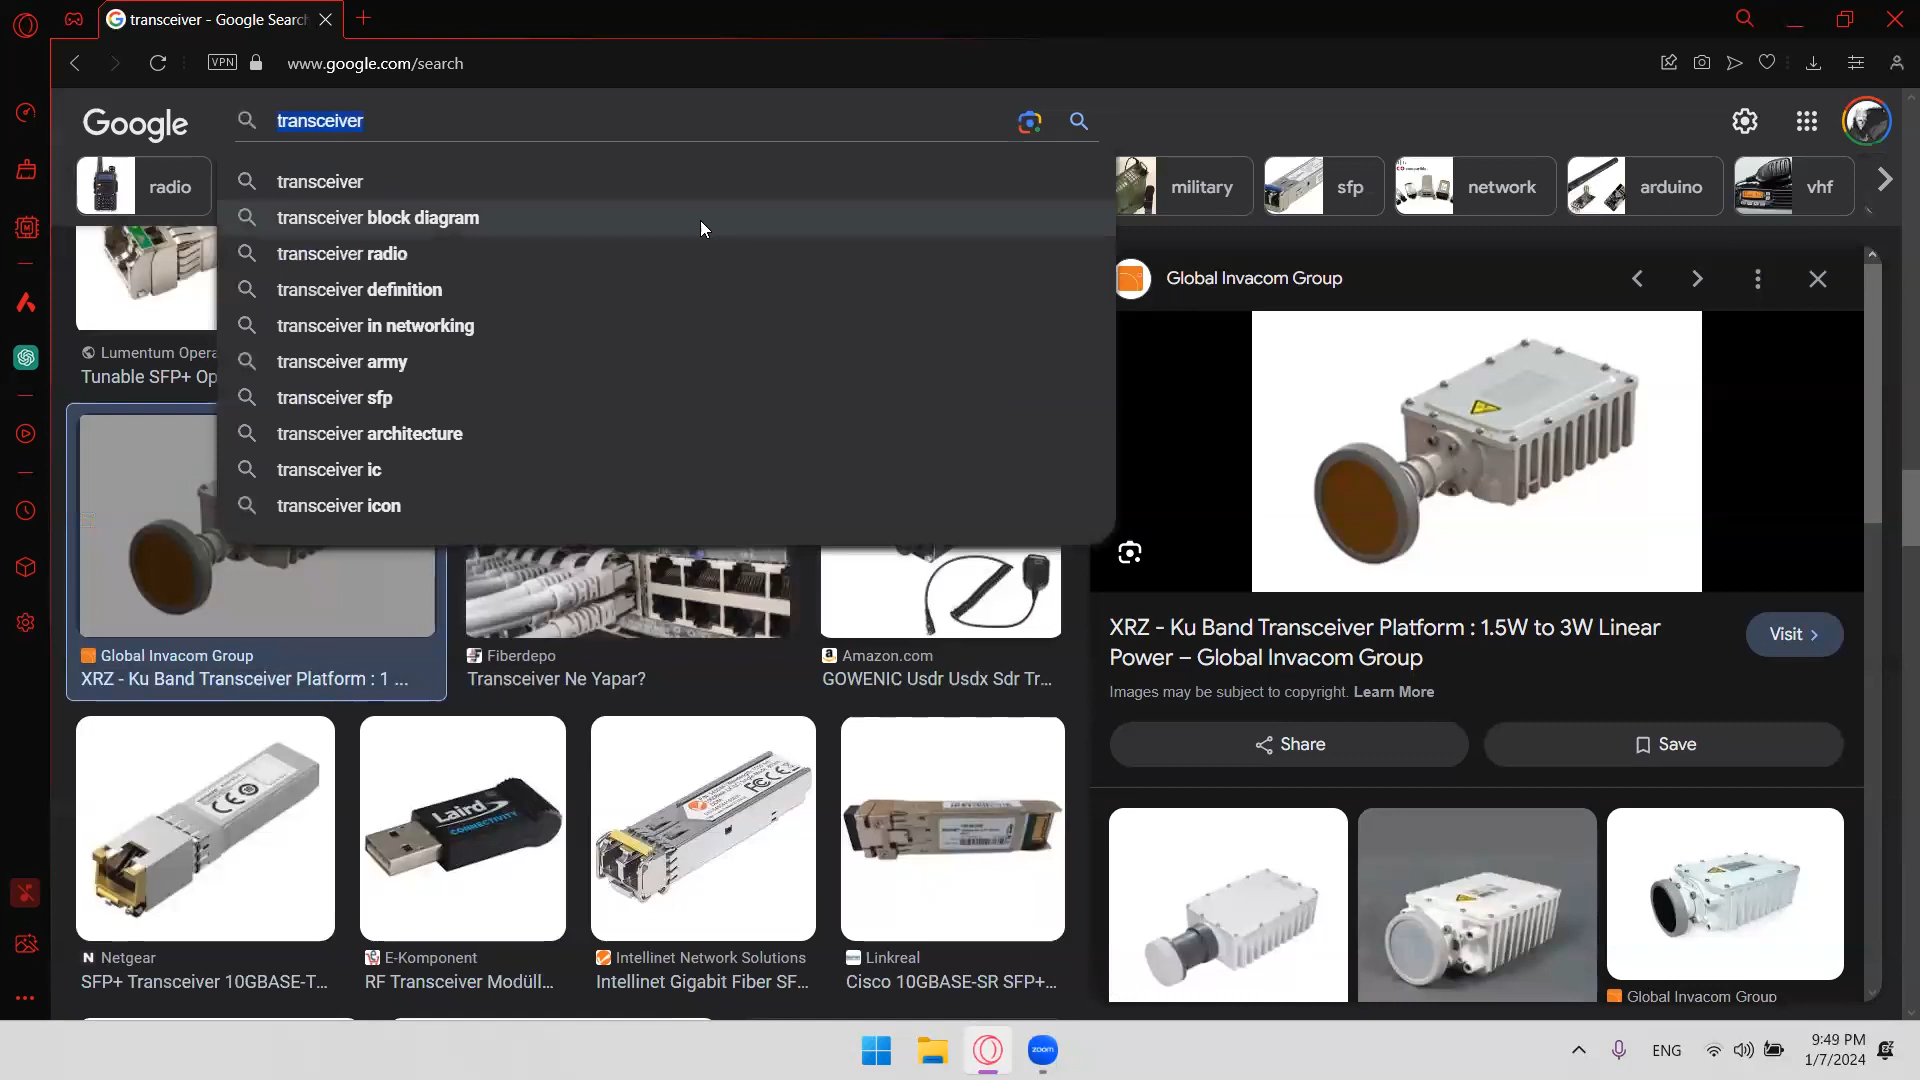 transceiver - Google Search
VPN
www.google.com/search
Google
transceiver
radio
transceiver
transceiver block diagram
transceiver radio
transceiver definition
transceiver in networking
transceiver army
transceiver sfp
transceiver architecture
transceiver ic
transceiver icon
military
sfp
network
arduino
vhf
Global Invacom Group
Lumentum Opera
Tunable SFP+ Op
Global Invacom Group
XRZ - Ku Band Transceiver Platform : 1 ...
Fiberdepo
Transceiver Ne Yapar?
Amazon.com
GOWENIC Usdr Usdx Sdr Tr...
XRZ - Ku Band Transceiver Platform : 1.5W to 3W Linear
Power – Global Invacom Group
Visit
Images may be subject to copyright. Learn More
Share
Save
Laird
CONNECTIVITY
Netgear
SFP+ Transceiver 10GBASE-T...
E-Komponent
RF Transceiver Modüll...
Intellinet Network Solutions
Intellinet Gigabit Fiber SF...
Linkreal
Cisco 10GBASE-SR SFP+...
Global Invacom Group
zoom
ENG
9:49 PM
1/7/2024